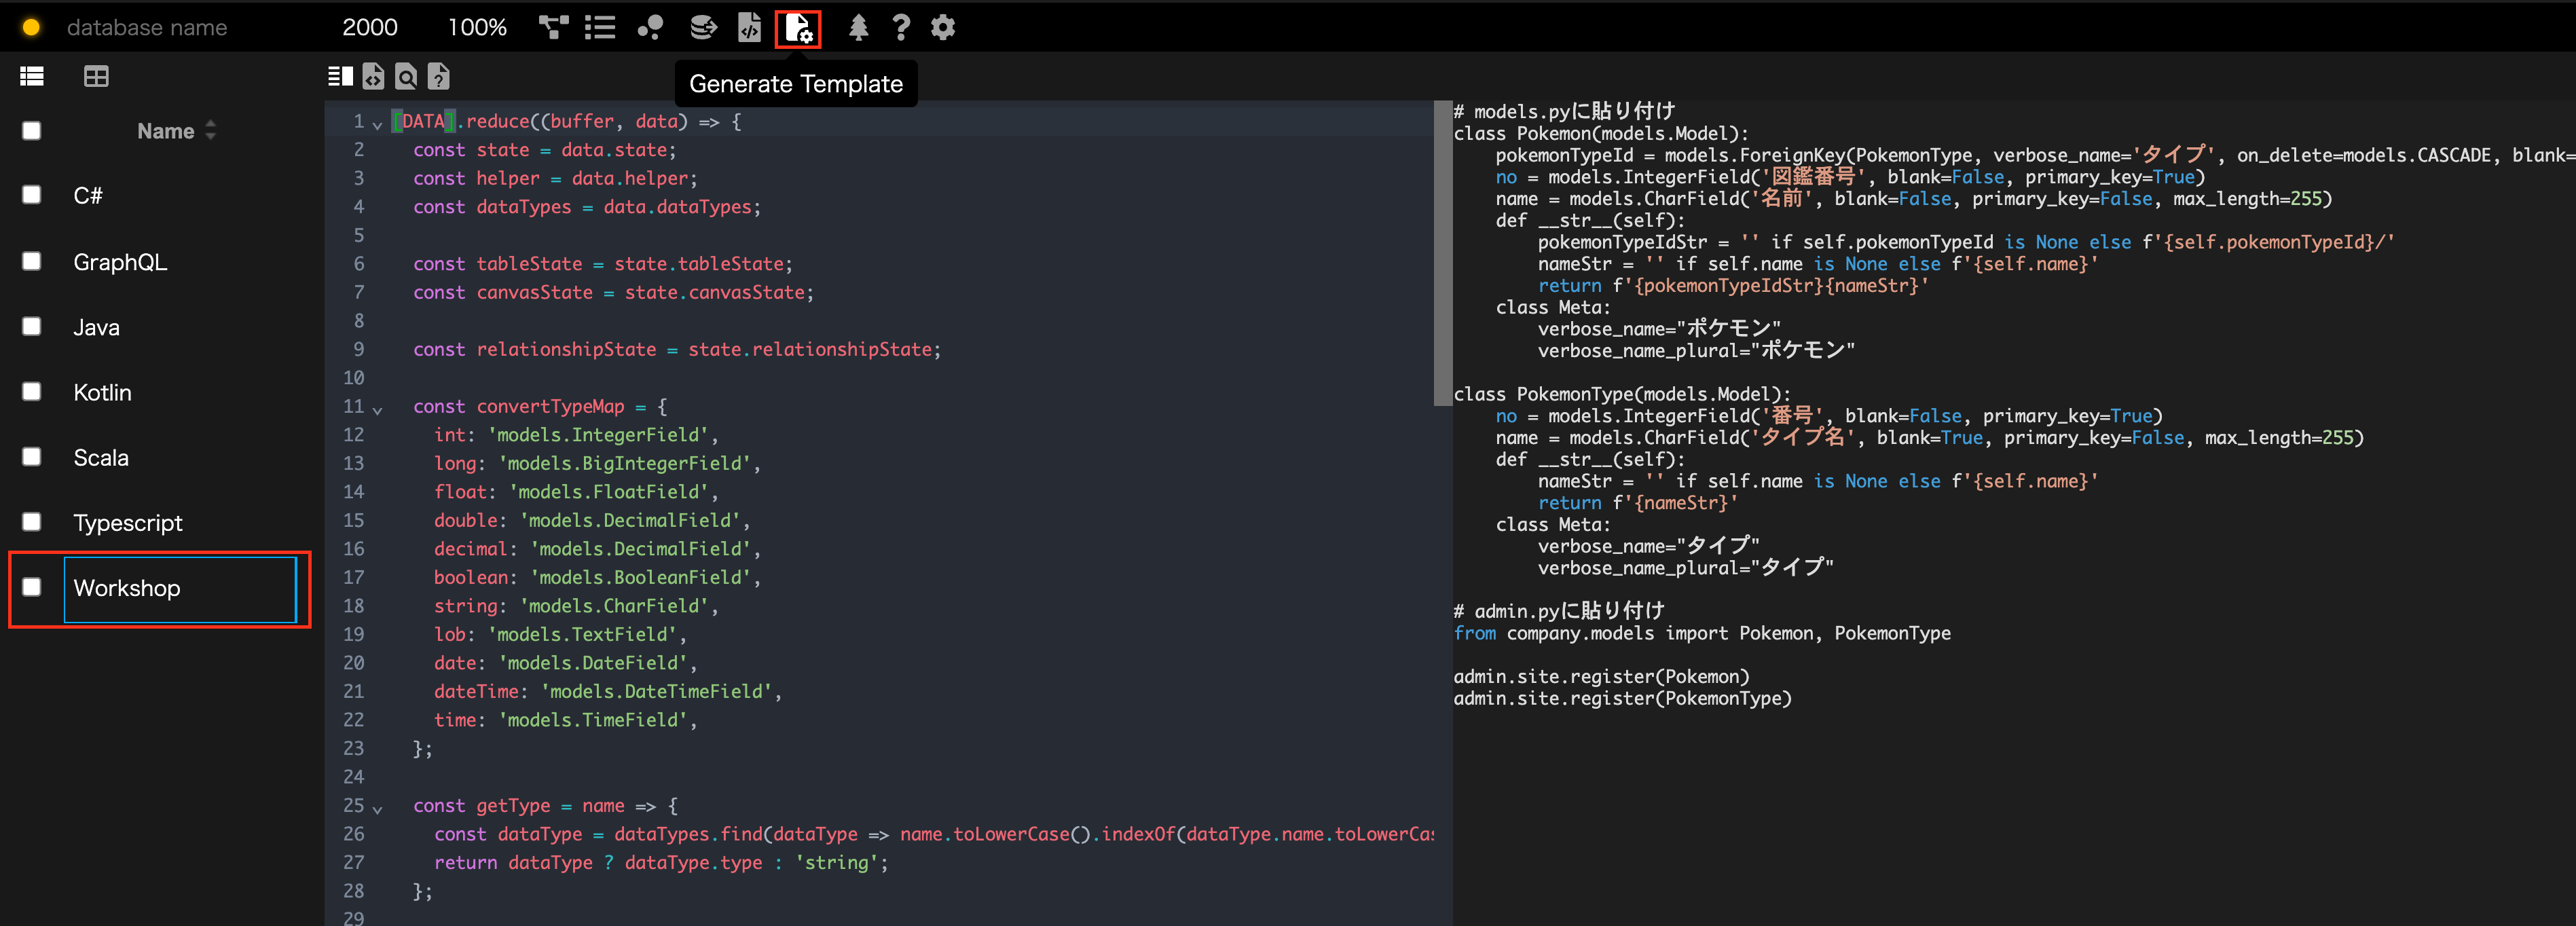 database name
2000
100%
Generate Template
Name
C#
GraphQL
Java
Kotlin
Scala
Typescript
Workshop
1 [DATA].reduce((buffer, data) => {
2 const state = data.state;
3 const helper = data.helper;
4 const dataTypes = data.dataTypes;
5
6 const tableState = state.tableState;
7 const canvasState = state.canvasState;
8
9 const relationshipState = state.relationshipState;
10
11 const convertTypeMap = {
12 int: 'models.IntegerField',
13 long: 'models.BigIntegerField',
14 float: 'models.FloatField',
15 double: 'models.DecimalField',
16 decimal: 'models.DecimalField',
17 boolean: 'models.BooleanField',
18 string: 'models.CharField',
19 lob: 'models.TextField',
20 date: 'models.DateField',
21 dateTime: 'models.DateTimeField',
22 time: 'models.TimeField',
23 };
24
25 const getType = name => {
26 const dataType = dataTypes.find(dataType => name.toLowerCase().indexOf(dataType.name.toLowerCas
27 return dataType ? dataType.type : 'string';
28 };
29
# models.pyに貼り付け
class Pokemon(models.Model):
pokemonTypeId = models.ForeignKey(PokemonType, verbose_name='タイプ', on_delete=models.CASCADE, blank=
no = models.IntegerField('図鑑番号', blank=False, primary_key=True)
name = models.CharField('名前', blank=False, primary_key=False, max_length=255)
def __str__(self):
pokemonTypeIdStr = '' if self.pokemonTypeId is None else f'{self.pokemonTypeId}/'
nameStr = '' if self.name is None else f'{self.name}'
return f'{pokemonTypeIdStr}{nameStr}'
class Meta:
verbose_name="ポケモン"
verbose_name_plural="ポケモン"
class PokemonType(models.Model):
no = models.IntegerField('番号', blank=False, primary_key=True)
name = models.CharField('タイプ名', blank=True, primary_key=False, max_length=255)
def __str__(self):
nameStr = '' if self.name is None else f'{self.name}'
return f'{nameStr}'
class Meta:
verbose_name="タイプ"
verbose_name_plural="タイプ"
# admin.pyに貼り付け
from company.models import Pokemon, PokemonType
admin.site.register(Pokemon)
admin.site.register(PokemonType)